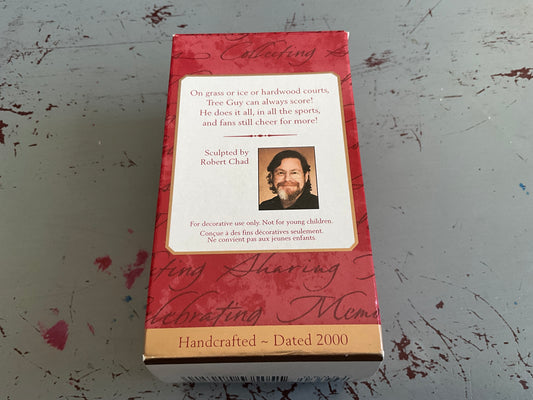 Collecting
On grass or ice or hardwood courts,
Tree Guy can always score!
He does it all, in all the sports,
and fans still cheer for more!
Sculpted by
Robert Chad
For decorative use only. Not for young children.
Conçue à des fins décoratives seulement.
Ne convient pas aux jeunes enfants.
Sharing
Celebrating Memo
Handcrafted ~ Dated 2000